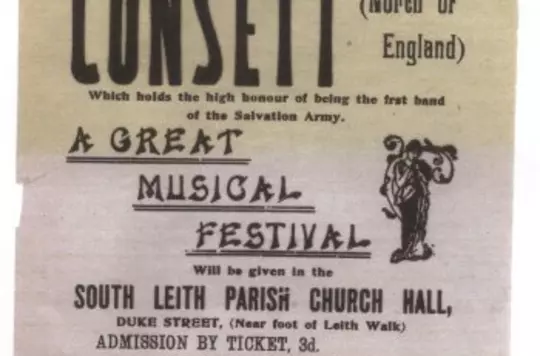 CONSETT
(North of
England)
Which holds the high honour of being the frst band
of the Salvation Army.
A GREAT
MUSICAL
FESTIVAL
Will be given in the
SOUTH LEITH PARISH CHURCH HALL,
DUKE STREET, (Near foot of Leith Walk)
ADMISSION BY TICKET, 3d.